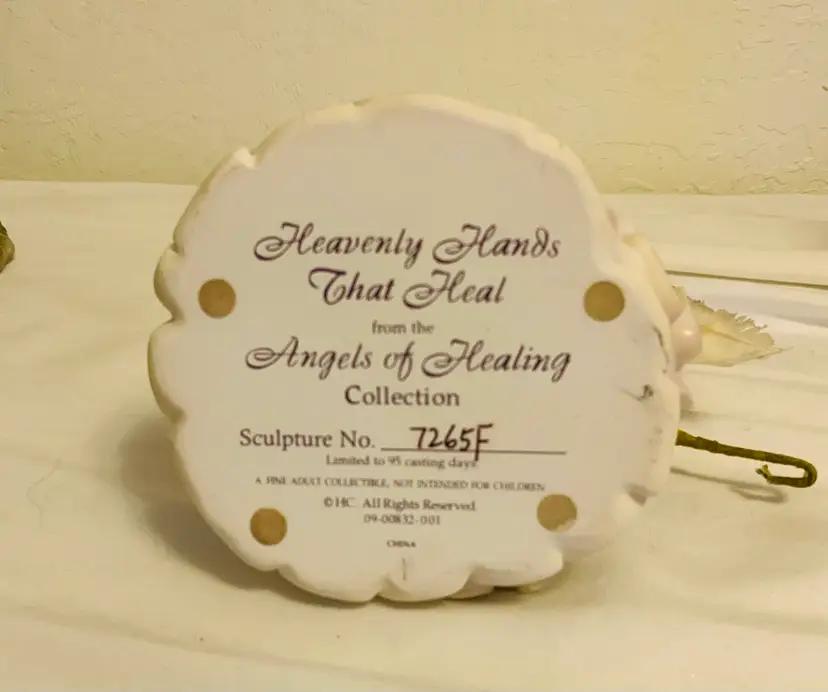 Heavenly Hands
That Heal
from the
Angels of Healing
Collection
Sculpture No. 7265F
Limited to 95 casting days.
A FINE ADULT COLLECTIBLE, NOT INTENDED FOR CHILDREN
©HC. All Rights Reserved.
09-00832-001
CHINA